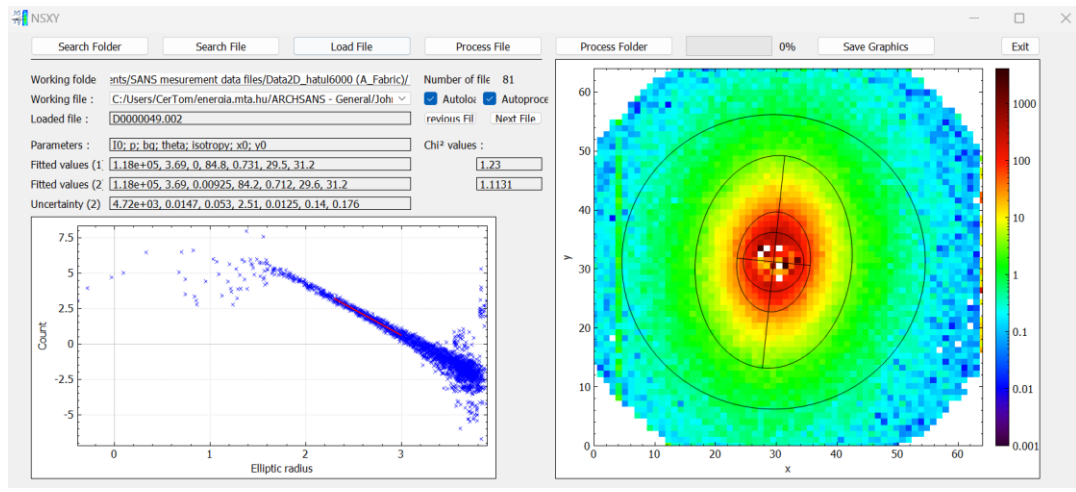 NSXY
Search Folder Search File Load File Process File Process Folder 0% Save Graphics Exit
Working folde ents/SANS mesurement data files/Data2D_hatul6000 (A_Fabric)/ Number of file 81
Working file : C:/Users/CerTom/energia.mta.hu/ARCHSANS - General/Johi Autoloa Autoproce
Loaded file : D0000049.002 revious Fil Next File
Parameters : I0; p; bg; theta; isotropy; x0; y0 Chi² values :
Fitted values (1) 1.18e+05, 3.69, 0, 84.8, 0.731, 29.5, 31.2 1.23
Fitted values (2) 1.18e+05, 3.69, 0.00925, 84.2, 0.712, 29.6, 31.2 1.1131
Uncertainty (2) 4.72e+03, 0.0147, 0.053, 2.51, 0.0125, 0.14, 0.176
Count
7.5
5
2.5
0
-2.5
-5
0 1 2 3
Elliptic radius
y
60
50
40
30
20
10
0
0 10 20 30 40 50 60
x
1000
100
10
1
0.1
0.01
0.001